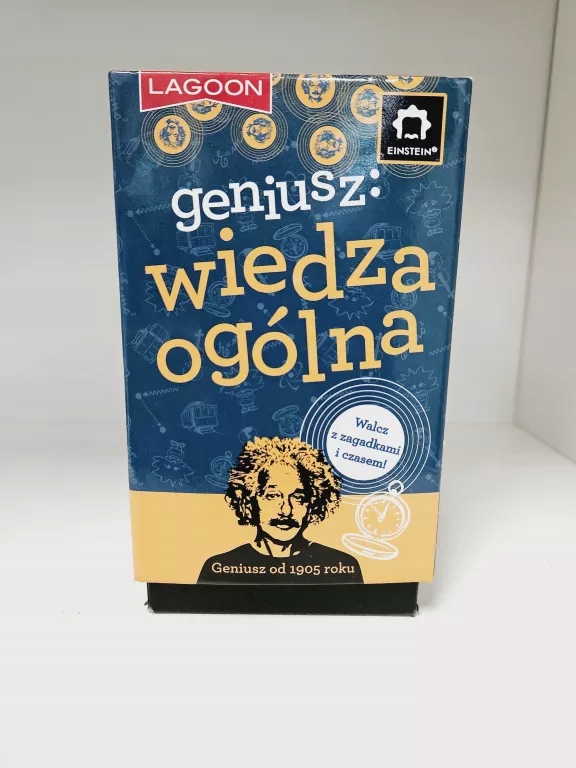 LAGOON
EINSTEIN
geniusz:
wiedza
ogólna
Walcz
z zagadkami
i czasem!
Geniusz od 1905 roku